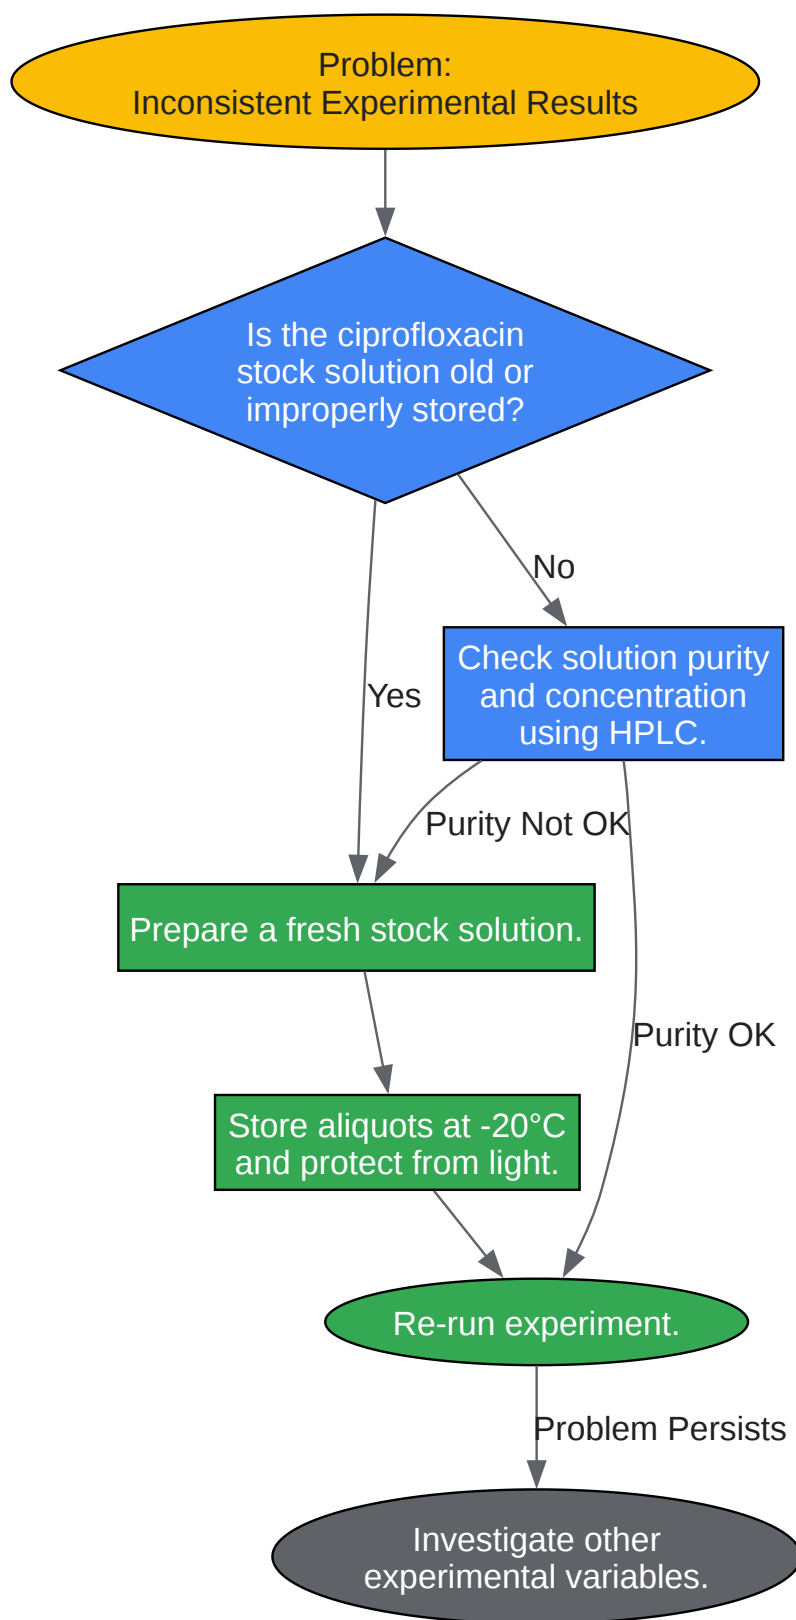 Problem:
Inconsistent Experimental Results
Is the ciprofloxacin
stock solution old or
improperly stored?
No
Check solution purity
and concentration
using HPLC.
Yes
Purity Not OK
Prepare a fresh stock solution.
Purity OK
Store aliquots at -20°C
and protect from light.
Re-run experiment.
Problem Persists
Investigate other
experimental variables.